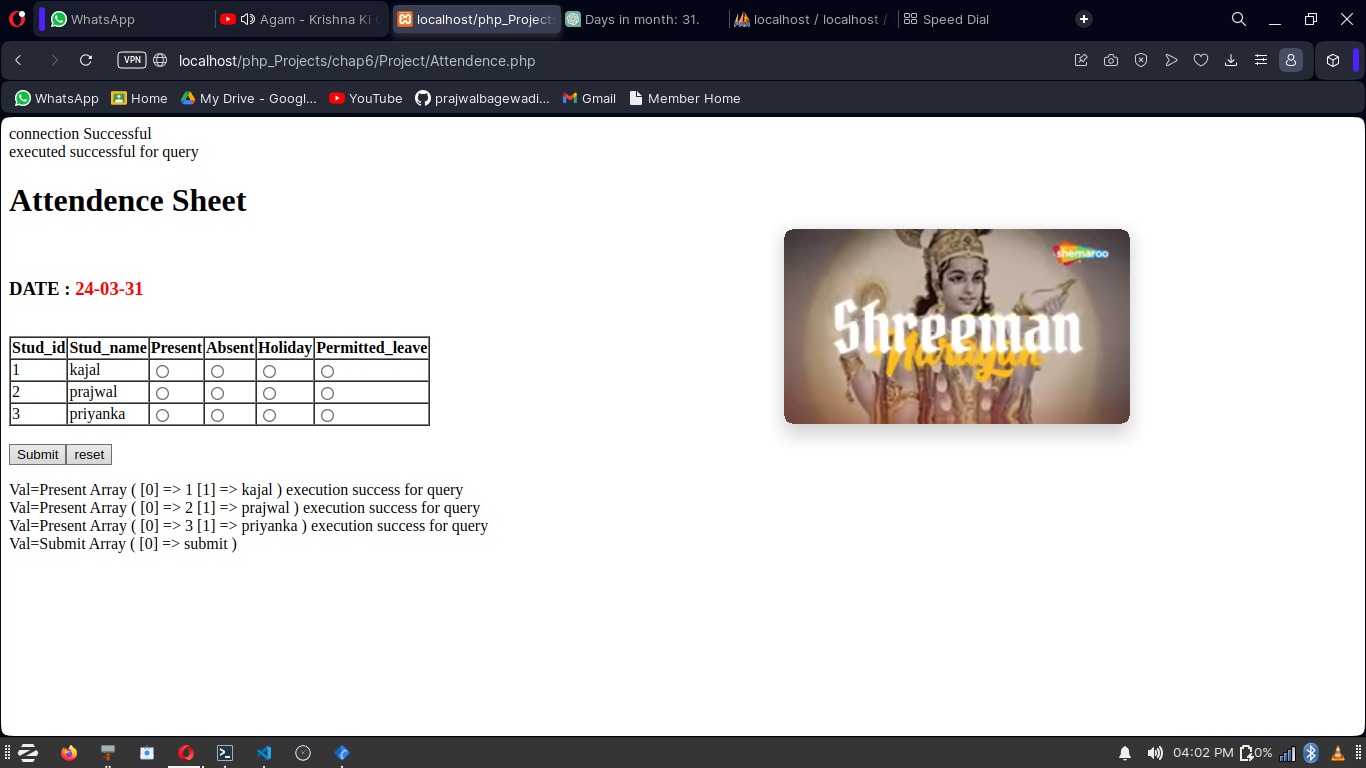 WhatsApp
Agam - Krishna Ki
localhost/php_Project
Days in month: 31.
localhost / localhost /
Speed Dial
VPN
localhost/php_Projects/chap6/Project/Attendence.php
WhatsApp
Home
My Drive - Googl...
YouTube
prajwalbagewadi...
Gmail
Member Home
connection Successful
executed successful for query
Attendence Sheet
DATE : 24-03-31
Stud_id Stud_name Present Absent Holiday Permitted_leave
1 kajal
2 prajwal
3 priyanka
Submit reset
Val=Present Array ( [0] => 1 [1] => kajal ) execution success for query
Val=Present Array ( [0] => 2 [1] => prajwal ) execution success for query
Val=Present Array ( [0] => 3 [1] => priyanka ) execution success for query
Val=Submit Array ( [0] => submit )
shemaroo
Shreeman
Narayan
04:02 PM